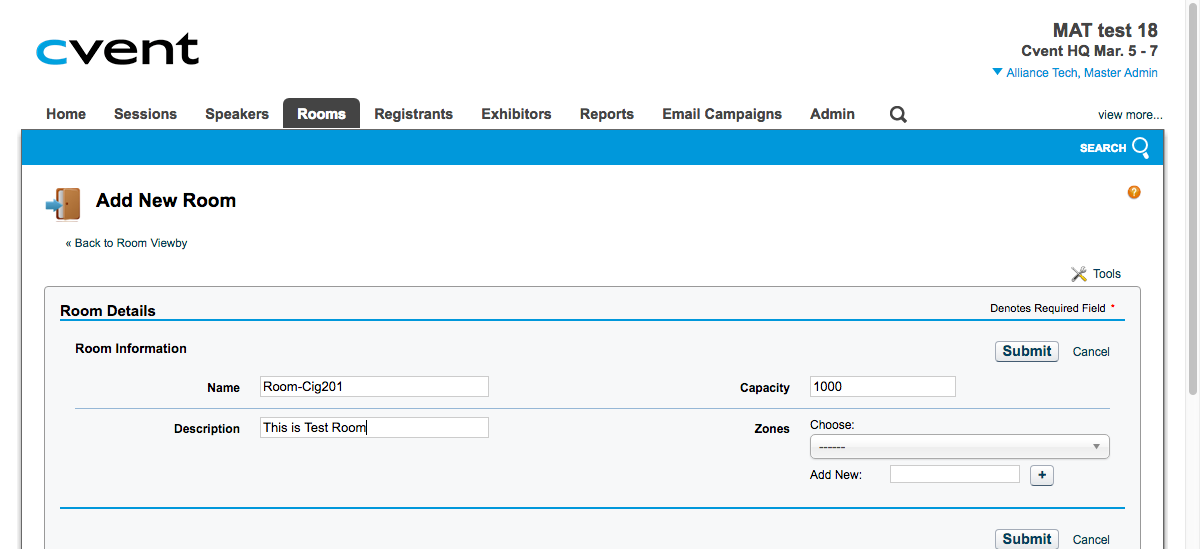 cvent
MAT test 18
Cvent HQ Mar. 5 - 7
Alliance Tech, Master Admin
Home Sessions Speakers Rooms Registrants Exhibitors Reports Email Campaigns Admin view more...
SEARCH
Add New Room
?
« Back to Room Viewby
Tools
Room Details Denotes Required Field *
Room Information Submit Cancel
Name Room-Cig201 Capacity 1000
Description This is Test Room Zones Choose:
------
Add New: +
Submit Cancel